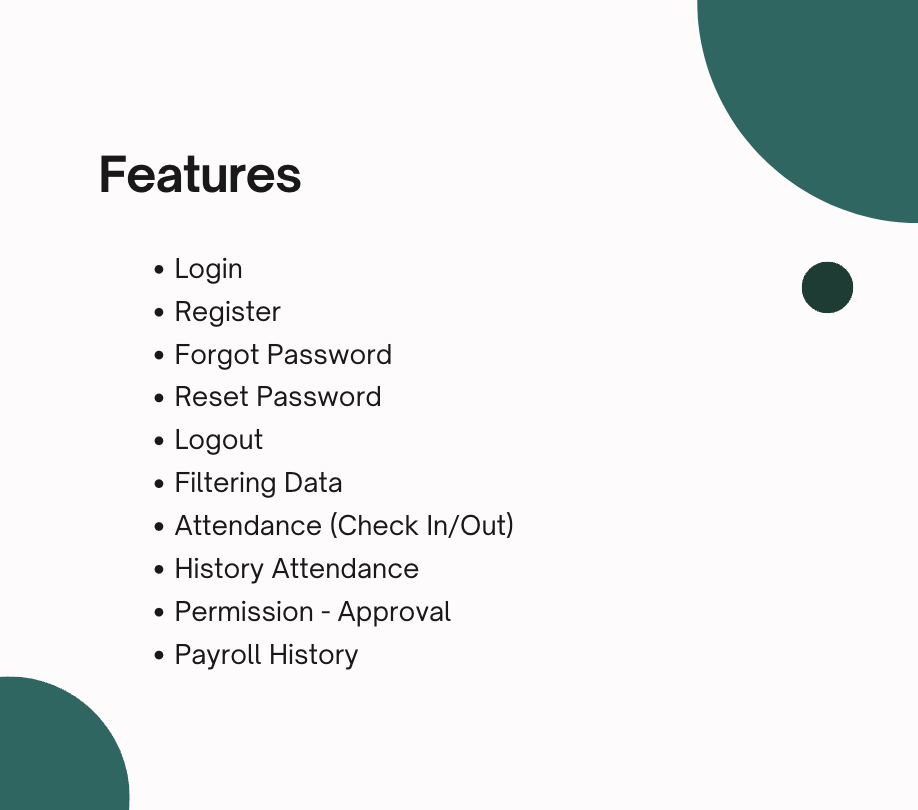 Features
• Login
• Register
• Forgot Password
• Reset Password
• Logout
• Filtering Data
• Attendance (Check In/Out)
• History Attendance
• Permission - Approval
• Payroll History